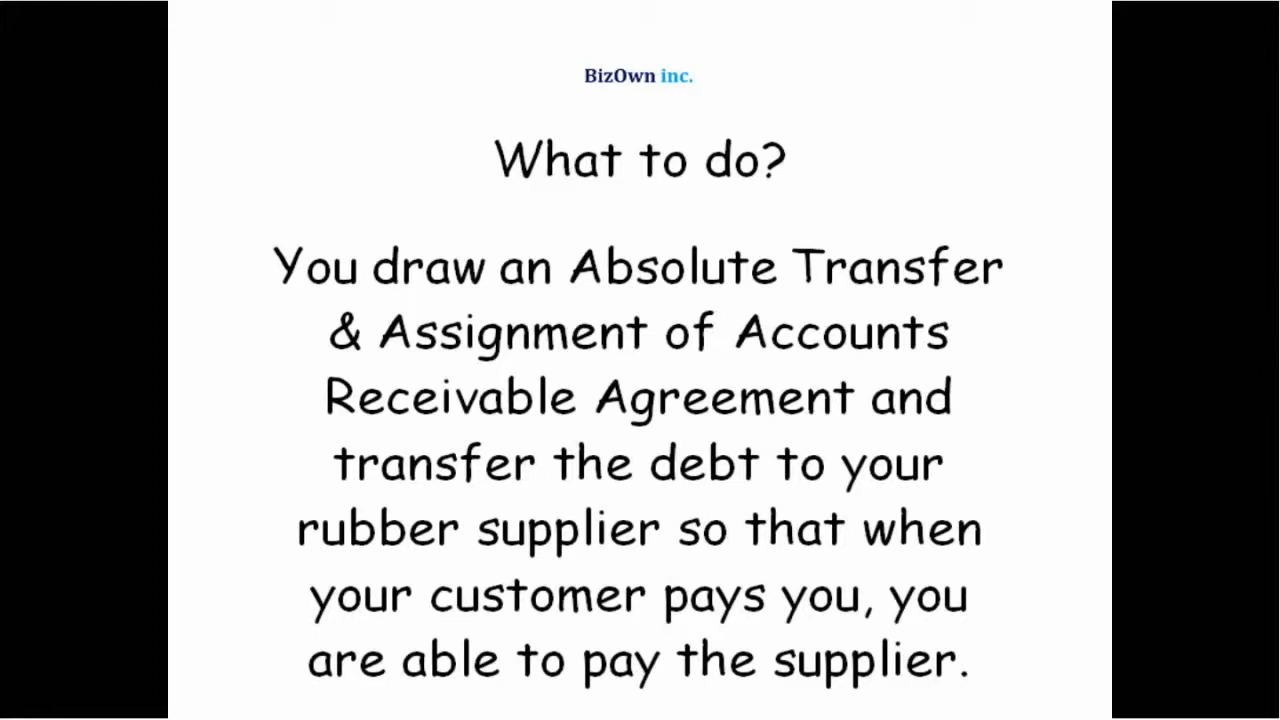 BizOwn inc.
What to do?
You draw an Absolute Transfer
& Assignment of Accounts
Receivable Agreement and
transfer the debt to your
rubber supplier so that when
your customer pays you, you
are able to pay the supplier.